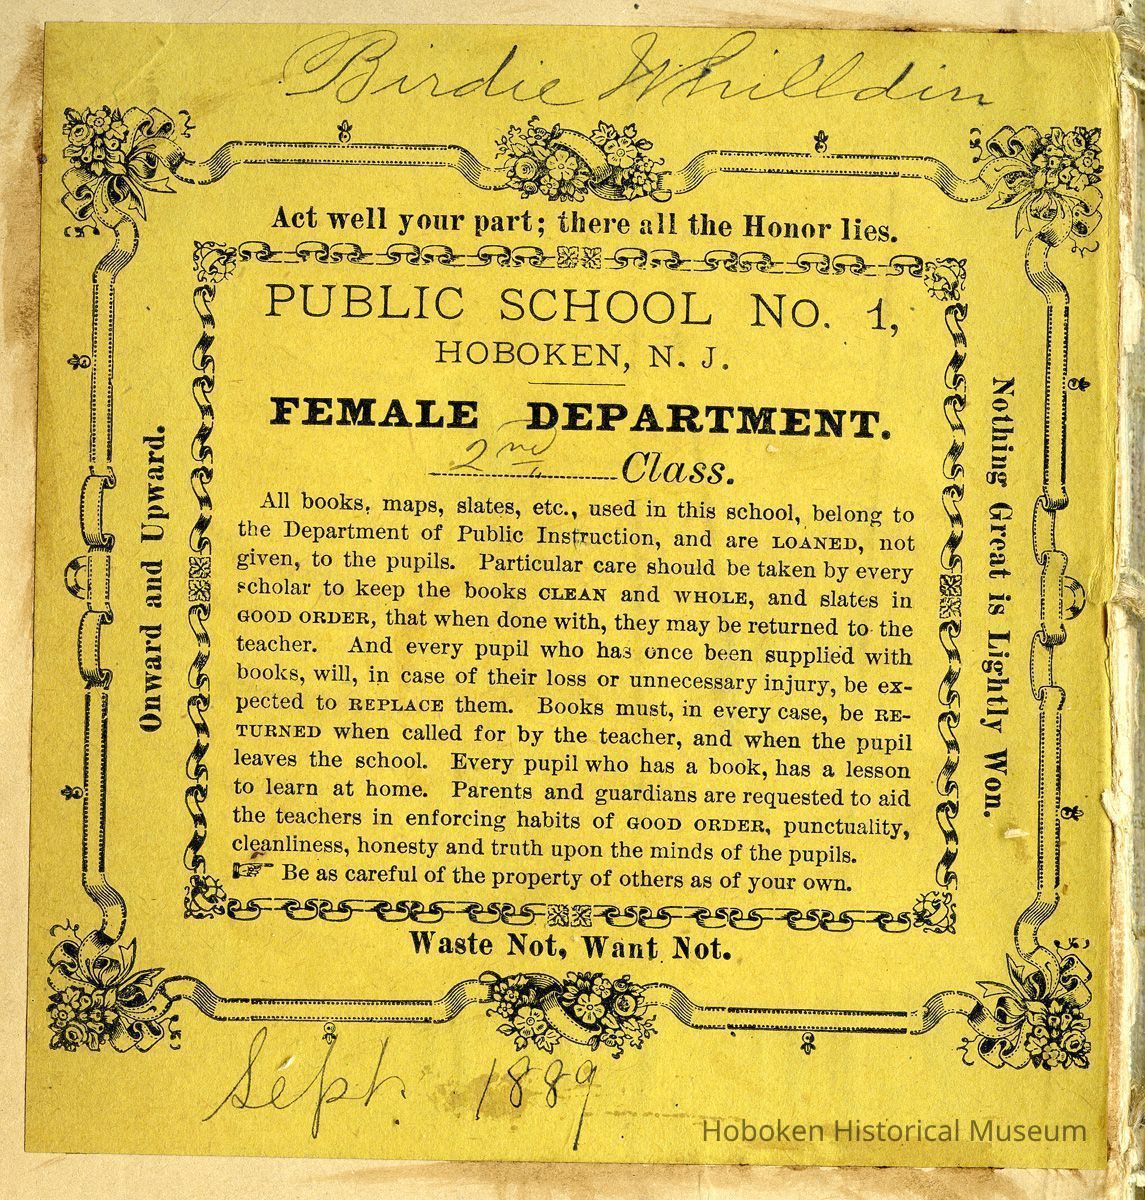 Birdie Whilldin
Act well your part; there all the Honor lies.
PUBLIC SCHOOL No. 1,
HOBOKEN, N. J.
FEMALE DEPARTMENT.
2nd Class.
All books, maps, slates, etc., used in this school, belong to
the Department of Public Instruction, and are LOANED, not
given, to the pupils. Particular care should be taken by every
scholar to keep the books CLEAN and WHOLE, and slates in
GOOD ORDER, that when done with, they may be returned to the
teacher. And every pupil who has once been supplied with
books, will, in case of their loss or unnecessary injury, be ex-
pected to REPLACE them. Books must, in every case, be RE-
TURNED when called for by the teacher, and when the pupil
leaves the school. Every pupil who has a book, has a lesson
to learn at home. Parents and guardians are requested to aid
the teachers in enforcing habits of GOOD ORDER, punctuality,
cleanliness, honesty and truth upon the minds of the pupils.
☞ Be as careful of the property of others as of your own.
Waste Not, Want Not.
Onward and Upward.
Nothing Great is Lightly Won.
Sept. 1889
Hoboken Historical Museum